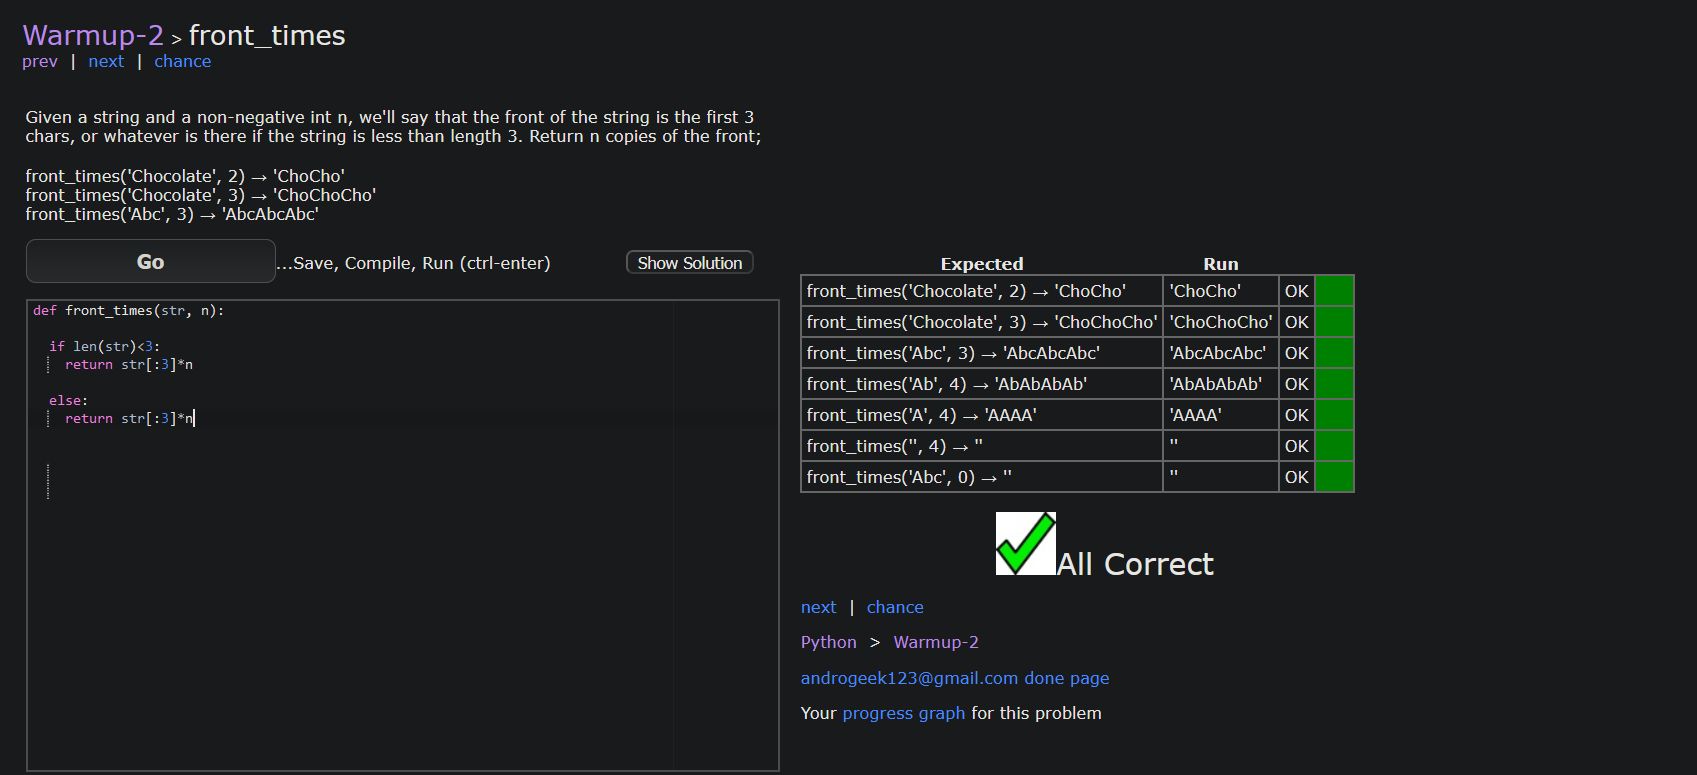 Warmup-2 > front_times
prev | next | chance
Given a string and a non-negative int n, we'll say that the front of the string is the first 3
chars, or whatever is there if the string is less than length 3. Return n copies of the front;
front_times('Chocolate', 2) → 'ChoCho'
front_times('Chocolate', 3) → 'ChoChoCho'
front_times('Abc', 3) → 'AbcAbcAbc'
Go ...Save, Compile, Run (ctrl-enter) Show Solution
def front_times(str, n):
if len(str)<3:
return str[:3]*n
else:
return str[:3]*n
Expected Run
front_times('Chocolate', 2) → 'ChoCho' 'ChoCho' OK
front_times('Chocolate', 3) → 'ChoChoCho' 'ChoChoCho' OK
front_times('Abc', 3) → 'AbcAbcAbc' 'AbcAbcAbc' OK
front_times('Ab', 4) → 'AbAbAbAb' 'AbAbAbAb' OK
front_times('A', 4) → 'AAAA' 'AAAA' OK
front_times('', 4) → '' '' OK
front_times('Abc', 0) → '' '' OK
All Correct
next | chance
Python > Warmup-2
androgeek123@gmail.com done page
Your progress graph for this problem